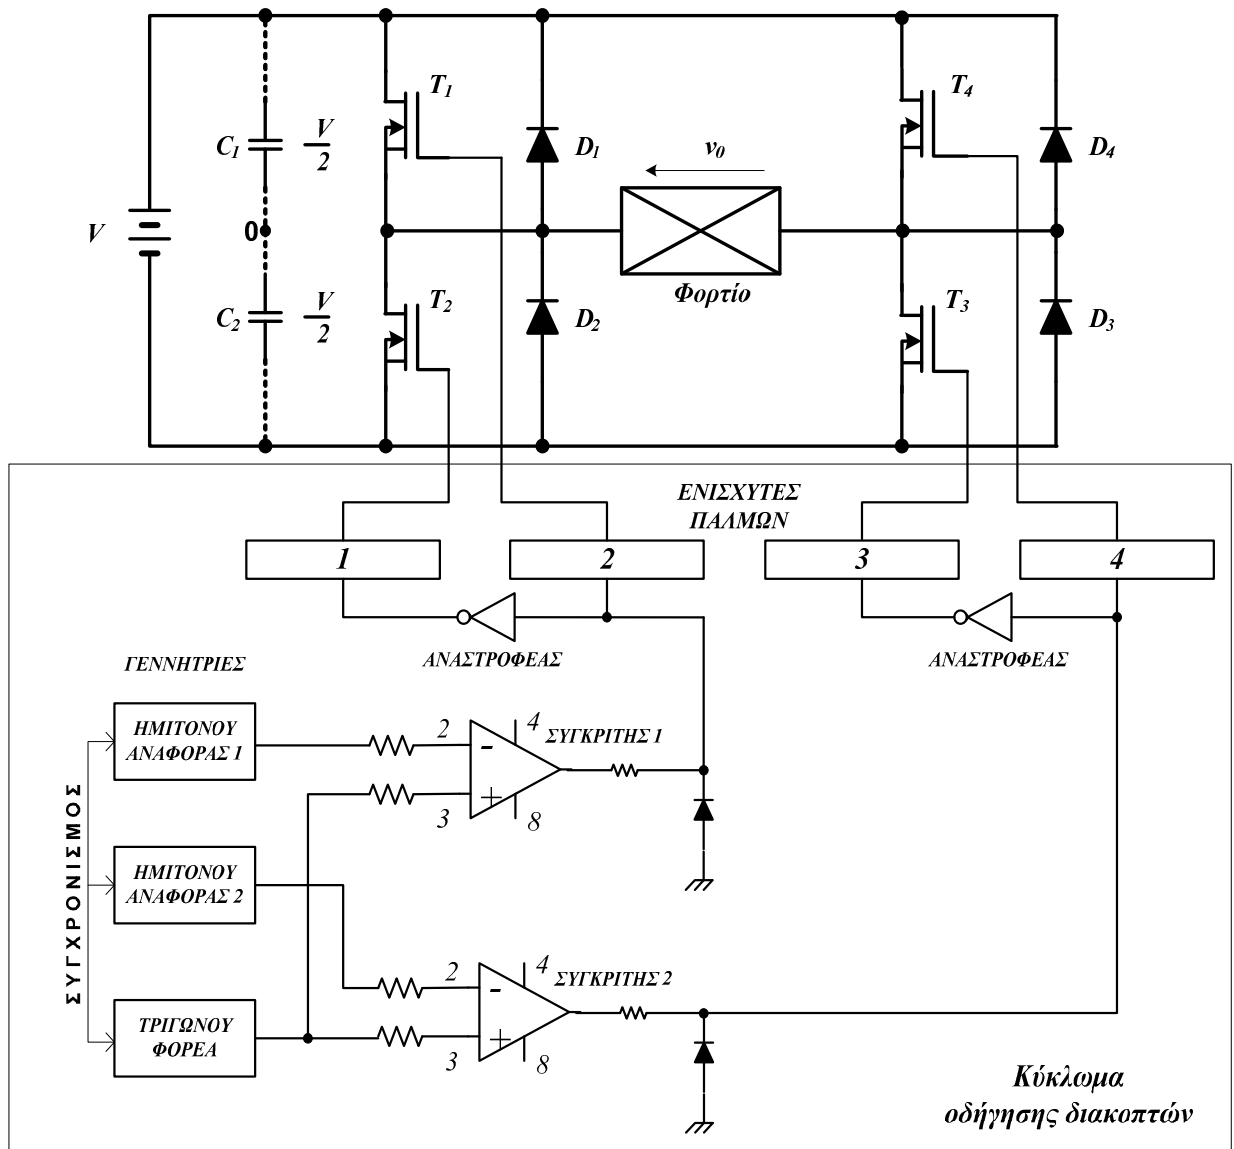 T1
T4
C1
V
2
D1
v0
D4
V
0
C2
V
2
T2
Φορτίο
T3
D2
D3
ΕΝΙΣΧΥΤΕΣ
ΠΑΛΜΩΝ
1
2
3
4
ΓΕΝΝΗΤΡΙΕΣ
ΑΝΑΣΤΡΟΦΕΑΣ
ΑΝΑΣΤΡΟΦΕΑΣ
ΗΜΙΤΟΝΟΥ
ΑΝΑΦΟΡΑΣ 1
2
-
4
ΣΥΓΚΡΙΤΗΣ 1
3
+
8
ΣΥΓΧΡΟΝΙΣΜΟΣ
ΗΜΙΤΟΝΟΥ
ΑΝΑΦΟΡΑΣ 2
2
-
4
ΣΥΓΚΡΙΤΗΣ 2
3
+
8
ΤΡΙΓΩΝΟΥ
ΦΟΡΕΑ
Κύκλωμα
οδήγησης διακοπτών